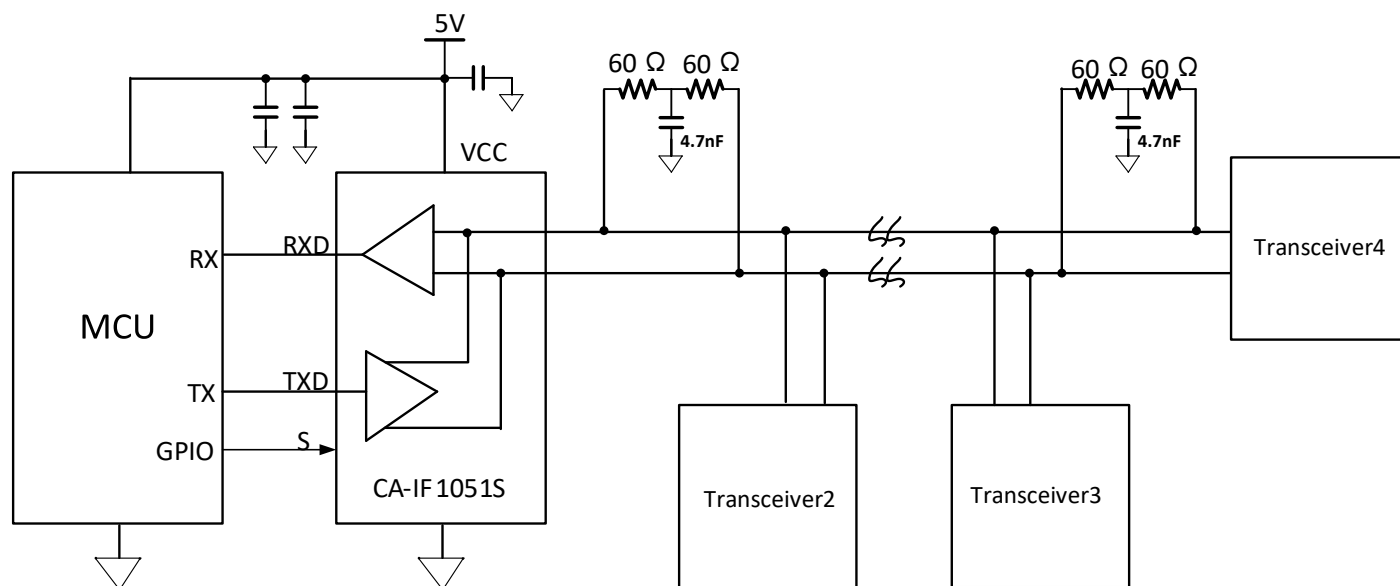 5V
60 Ω 60 Ω
60 Ω 60 Ω
4.7nF
4.7nF
VCC
RX
RXD
Transceiver4
MCU
TX
TXD
GPIO
S
CA-IF1051S
Transceiver2
Transceiver3